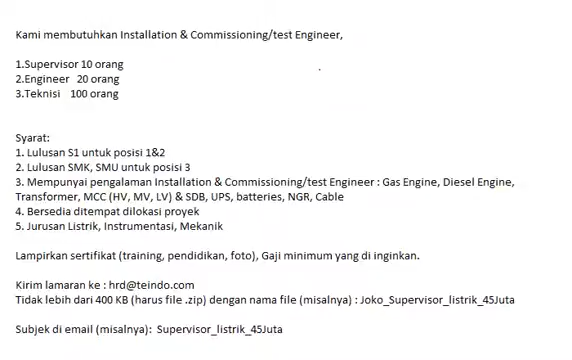 Kami membutuhkan Installation & Commissioning/test Engineer,
1.Supervisor 10 orang
2.Engineer 20 orang
3.Teknisi 100 orang
Syarat:
1. Lulusan S1 untuk posisi 1&2
2. Lulusan SMK, SMU untuk posisi 3
3. Mempunyai pengalaman Installation & Commissioning/test Engineer : Gas Engine, Diesel Engine,
Transformer, MCC (HV, MV, LV) & SDB, UPS, batteries, NGR, Cable
4. Bersedia ditempat dilokasi proyek
5. Jurusan Listrik, Instrumentasi, Mekanik
Lampirkan sertifikat (training, pendidikan, foto), Gaji minimum yang di inginkan.
Kirim lamaran ke : hrd@teindo.com
Tidak lebih dari 400 KB (harus file .zip) dengan nama file (misalnya) : Joko_Supervisor_listrik_45Juta
Subjek di email (misalnya): Supervisor_listrik_45Juta